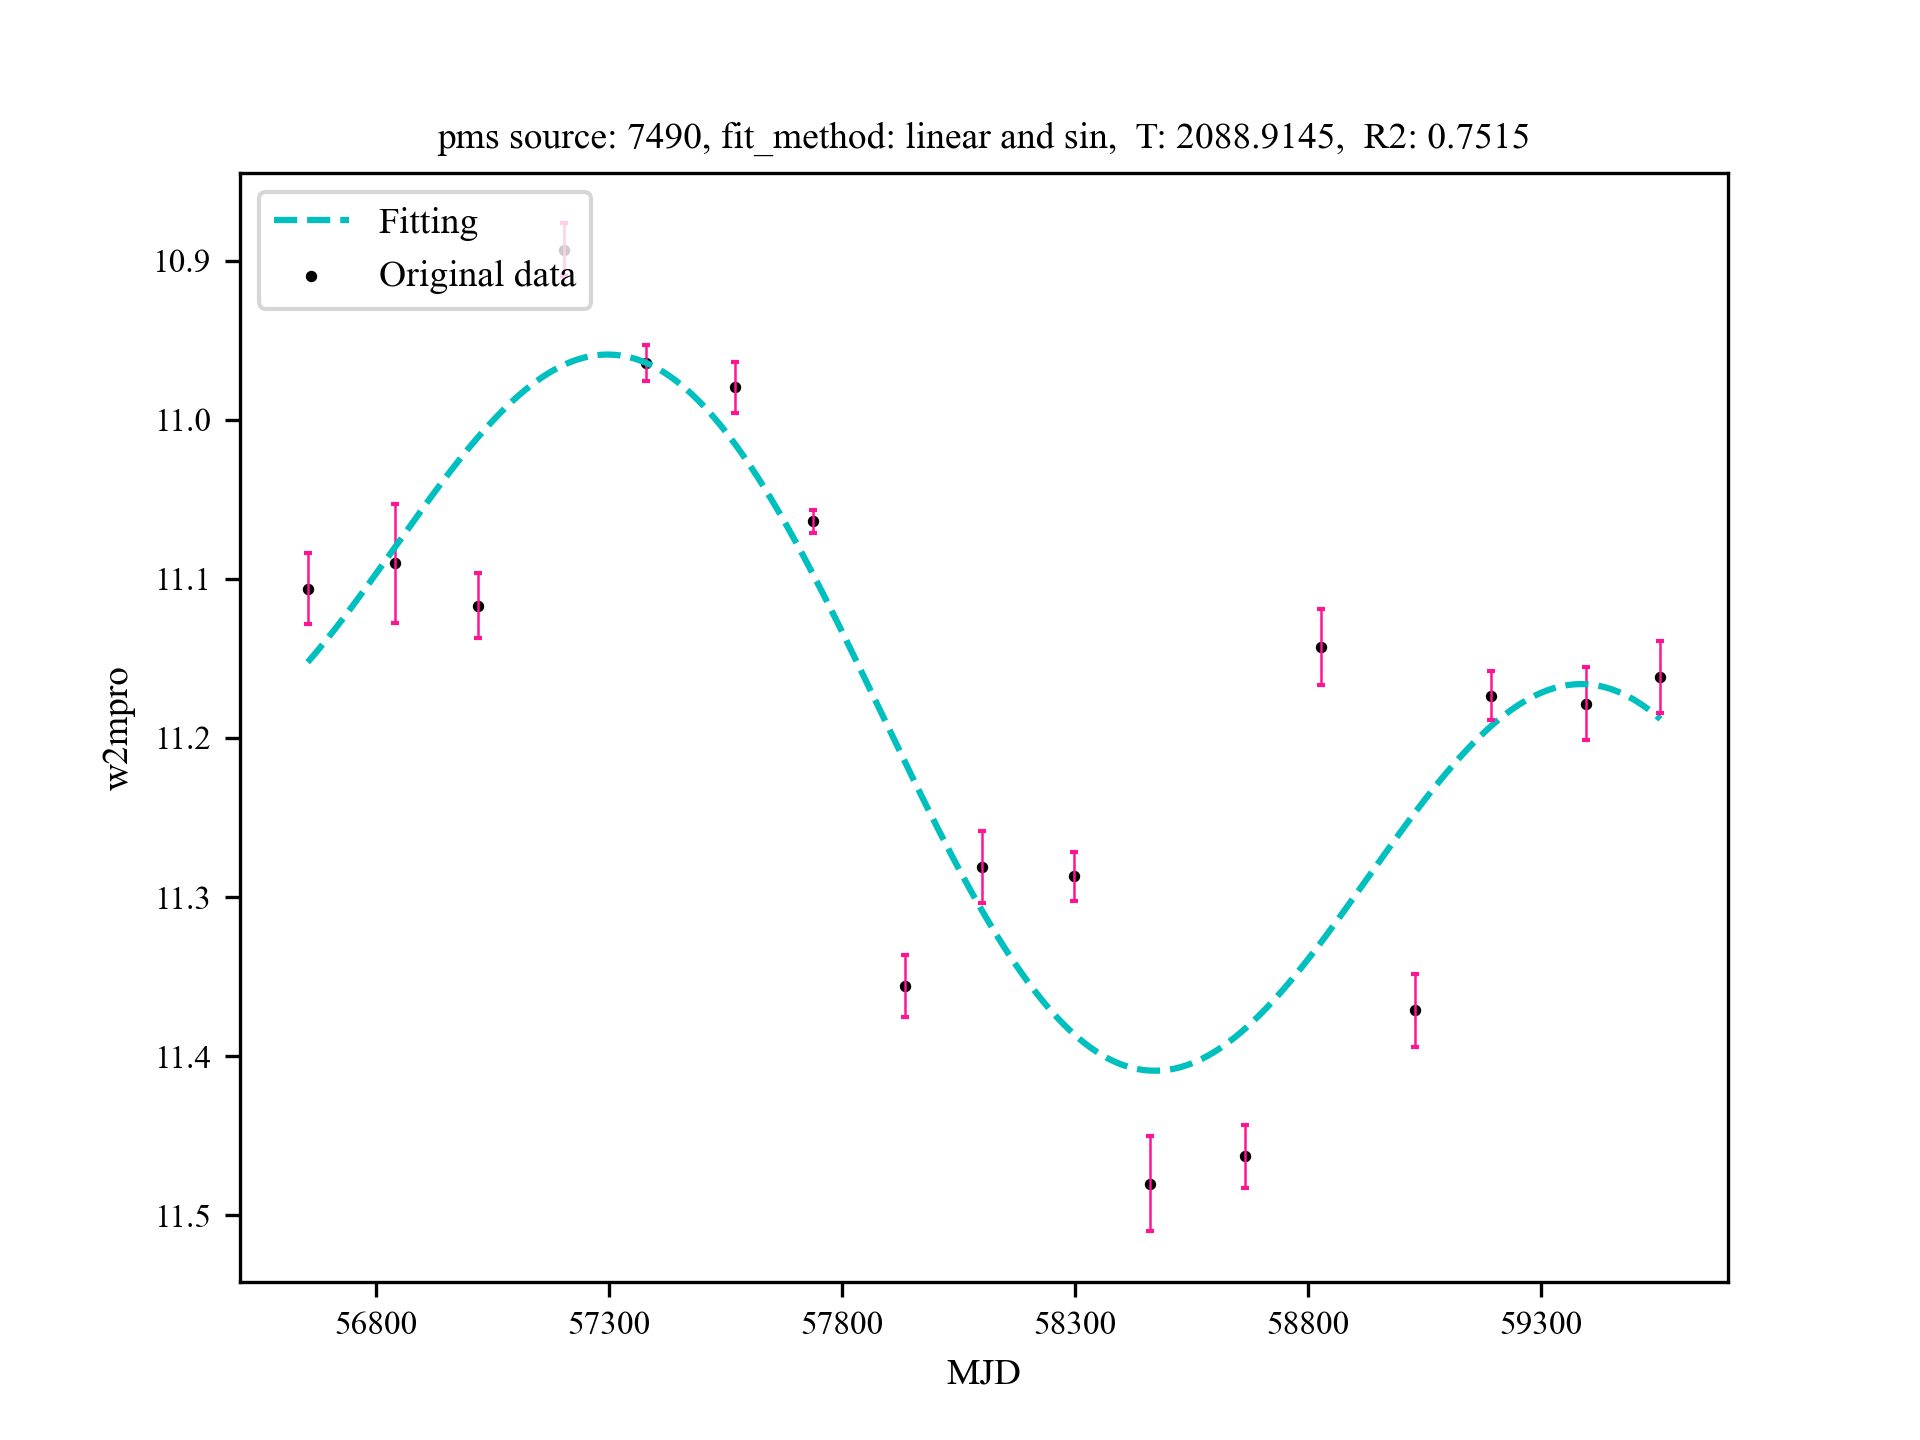 pms source: 7490, fit_method: linear and sin,  T: 2088.9145,  R2: 0.7515
Fitting
Original data
10.9
11.0
11.1
11.2
11.3
11.4
11.5
w2mpro
56800 57300 57800 58300 58800 59300
MJD